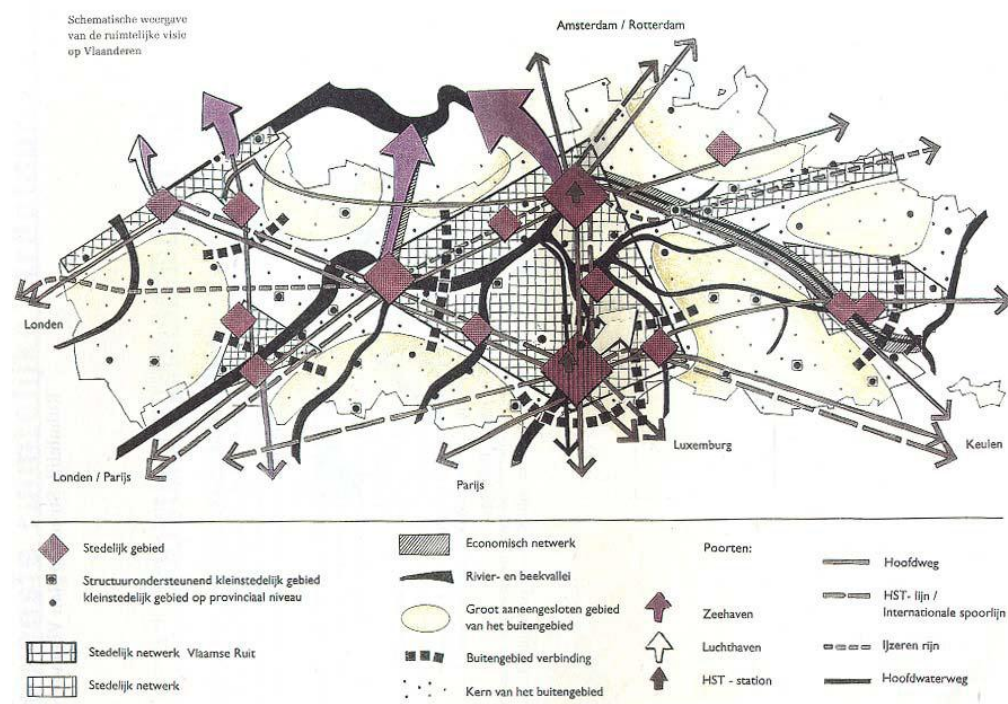 Schematische weergave
van de ruimtelijke visie
op Vlaanderen
Amsterdam / Rotterdam
Londen
Londen / Parijs
Parijs
Luxemburg
Keulen
Stedelijk gebied
Structuurondersteunend kleinstedelijk gebied
kleinstedelijk gebied op provinciaal niveau
Stedelijk netwerk Vlaamse Ruit
Stedelijk netwerk
Economisch netwerk
Rivier- en beekvallei
Groot aaneengesloten gebied
van het buitengebied
Buitengebied verbinding
Kern van het buitengebied
Poorten:
Zeehaven
Luchthaven
HST - station
Hoofdweg
HST- lijn /
Internationale spoorlijn
IJzeren rijn
Hoofdwaterweg